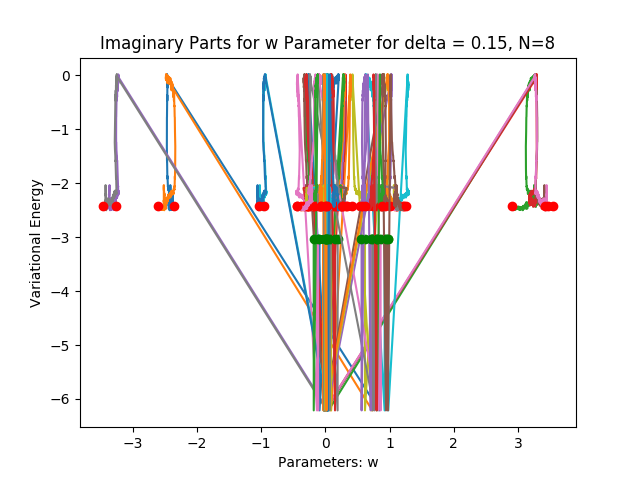 Imaginary Parts for w Parameter for delta = 0.15, N=8
0
−1
−2
−3
−4
−5
−6
Variational Energy
−3 −2 −1 0 1 2 3
Parameters: w